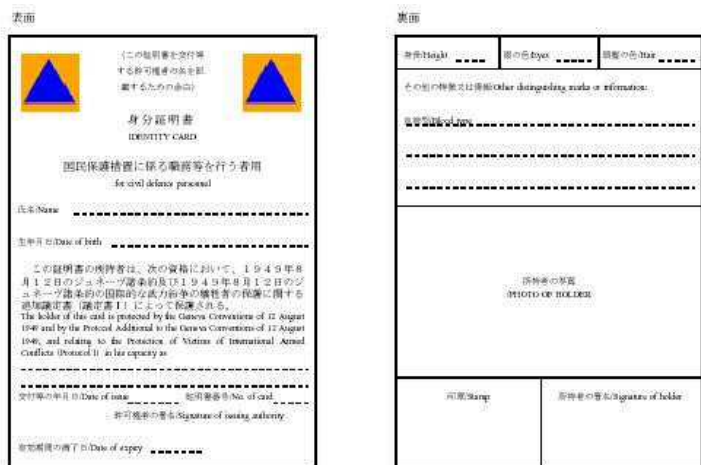 表面
(この証明書を交付等
する許可権者の名を記
載するための余白)
身分証明書
IDENTITY CARD
国民保護措置に係る職務等を行う者用
for civil defence personnel
氏名/Name
生年月日/Date of birth
この証明書の所持者は、次の資格において、1949年8
月12日のジュネーヴ諸条約及び1949年8月12日のジ
ュネーヴ諸条約の国際的な武力紛争の犠牲者の保護に関する
追加議定書(議定書I)によって保護される。
The holder of this card is protected by the Geneva Conventions of 12 August
1949 and by the Protocol Additional to the Geneva Conventions of 12 August
1949, and relating to the Protection of Victims of International Armed
Conflicts (Protocol I) in his capacity as
交付等の年月日/Date of issue 証明書番号/No. of card
許可権者の署名/Signature of issuing authority
有効期間の満了日/Date of expiry
裏面
身長/Height 眼の色/Eyes 頭髪の色/Hair
その他の特徴又は情報/Other distinguishing marks or information:
血液型/Blood type
所持者の写真
/PHOTO OF HOLDER
印章/Stamp 所持者の署名/Signature of holder